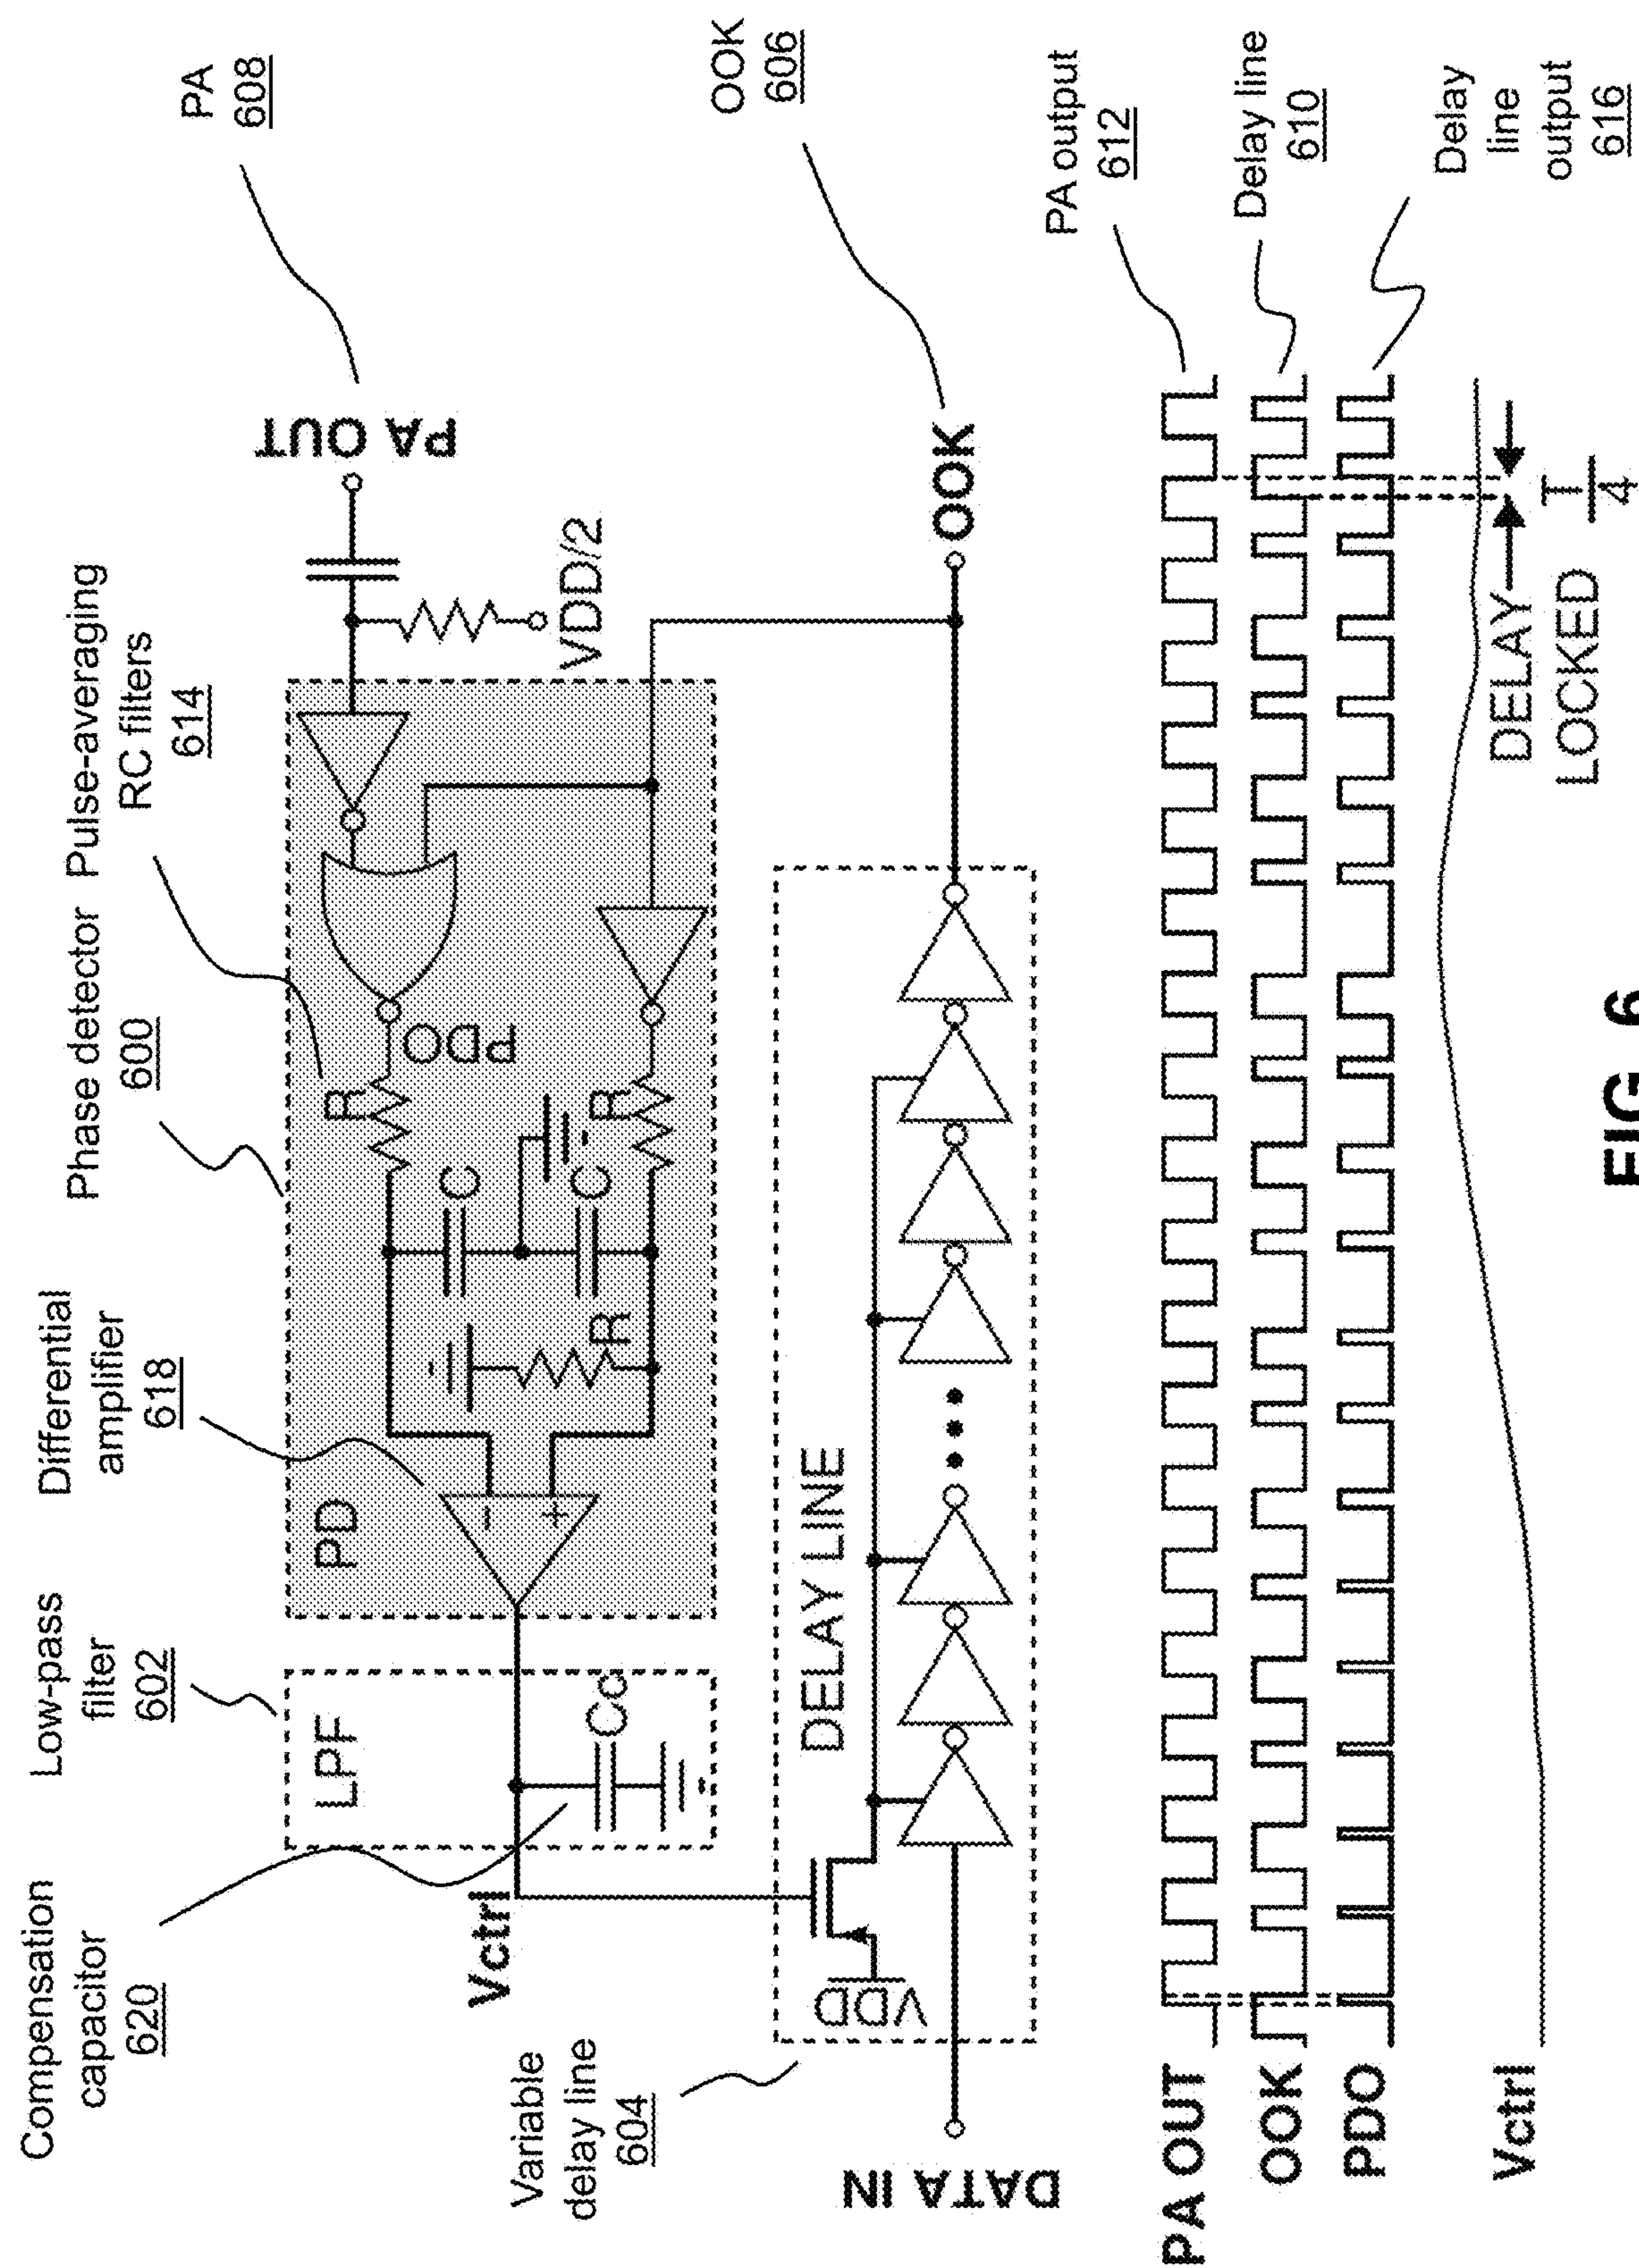 Compensation
capacitor
620
Low-pass
filter
602
Differential
amplifier
618
Phase detector
600
Pulse-averaging
RC filters
614
PA
608
LPF
Cc
Vctrl
PD
-
+
R
C
C
R
R
PDO
PA OUT
VDD/2
Variable
delay line
604
DELAY LINE
VDD
DATA IN
OOK
OOK
606
PA OUT
OOK
PDO
Vctrl
PA output
612
Delay line
610
Delay
line
output
616
DELAY
LOCKED
T
4
FIG. 6